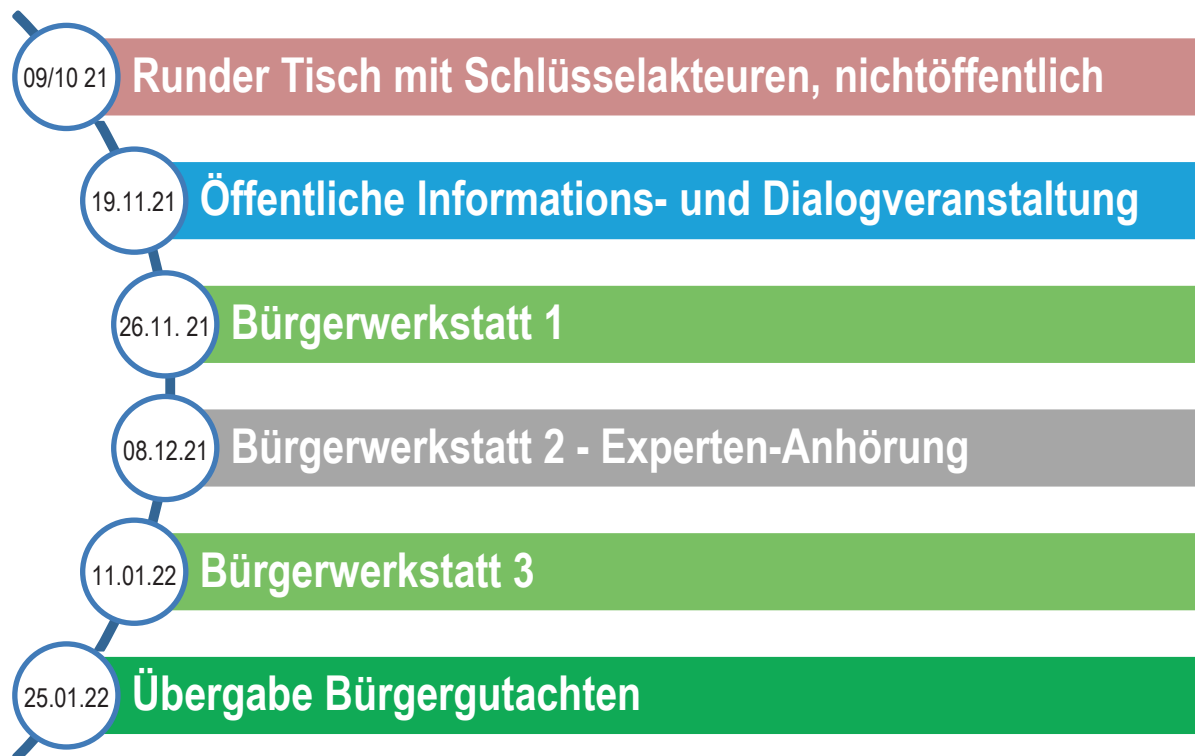 09/10 21 Runder Tisch mit Schlüsselakteuren, nichtöffentlich
19.11.21 Öffentliche Informations- und Dialogveranstaltung
26.11. 21 Bürgerwerkstatt 1
08.12.21 Bürgerwerkstatt 2 - Experten-Anhörung
11.01.22 Bürgerwerkstatt 3
25.01.22 Übergabe Bürgergutachten